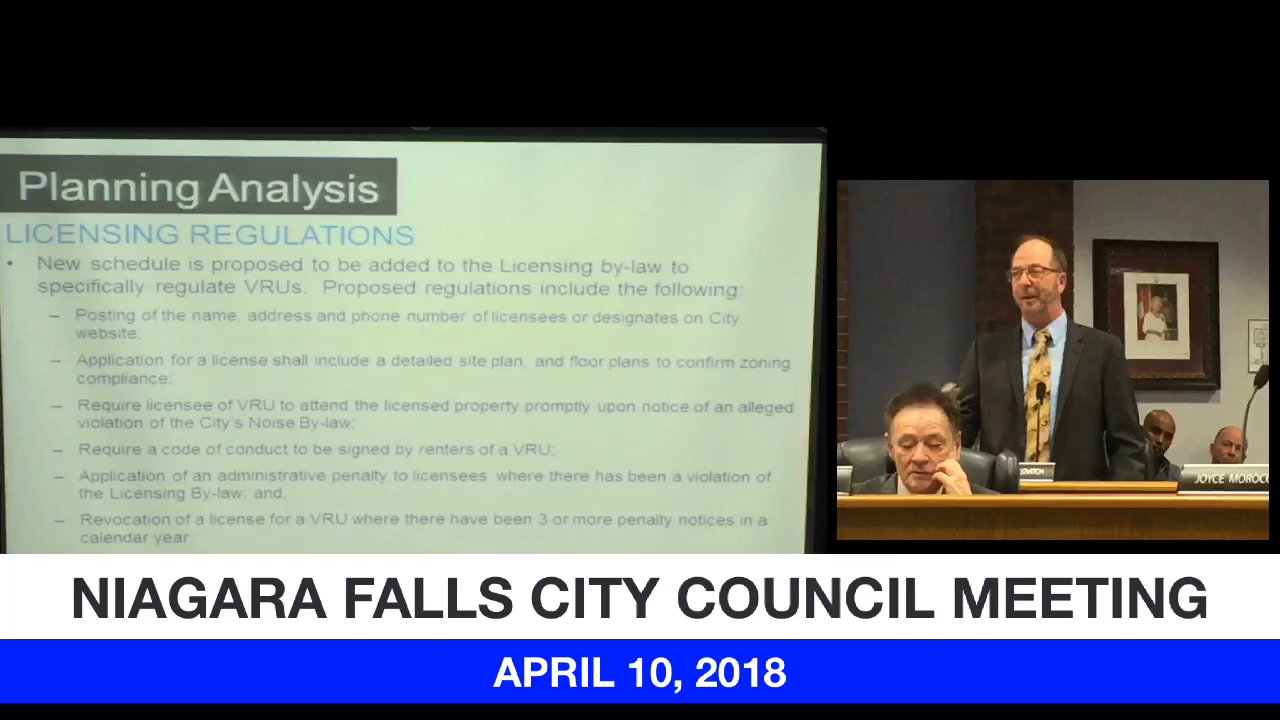 Planning Analysis
LICENSING REGULATIONS
• New schedule is proposed to be added to the Licensing by-law to
specifically regulate VRUs. Proposed regulations include the following:
– Posting of the name, address and phone number of licensees or designates on City
website;
– Application for a license shall include a detailed site plan, and floor plans to confirm zoning
compliance;
– Require licensee of VRU to attend the licensed property promptly upon notice of an alleged
violation of the City's Noise By-law;
– Require a code of conduct to be signed by renters of a VRU;
– Application of an administrative penalty to licensees where there has been a violation of
the Licensing By-law; and,
– Revocation of a license for a VRU where there have been 3 or more penalty notices in a
calendar year.
JOYCE MOROCC
NIAGARA FALLS CITY COUNCIL MEETING
APRIL 10, 2018